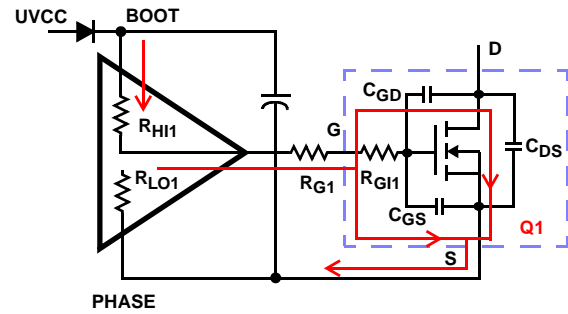 UVCC
BOOT
D
CGD
RHI1
G
CDS
RLO1
RG1
RGI1
CGS
Q1
S
PHASE